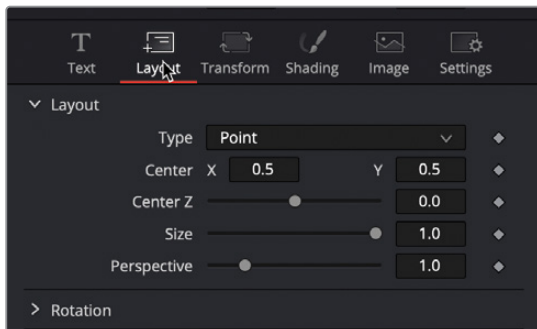 T
Text Layout Transform Shading Image Settings
Layout
Type Point
Center X 0.5 Y 0.5
Center Z 0.0
Size 1.0
Perspective 1.0
Rotation